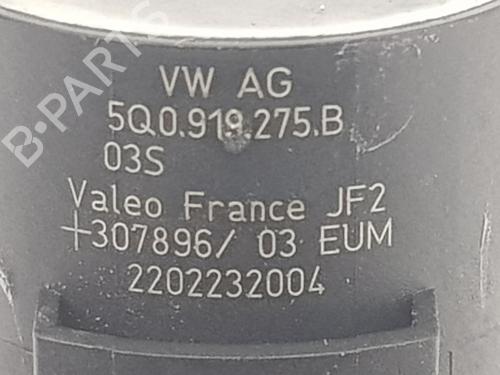 B-PARTS
VW AG
5Q0.919.275.B
03S
Valeo France JF2
+307896/ 03 EUM
2202232004